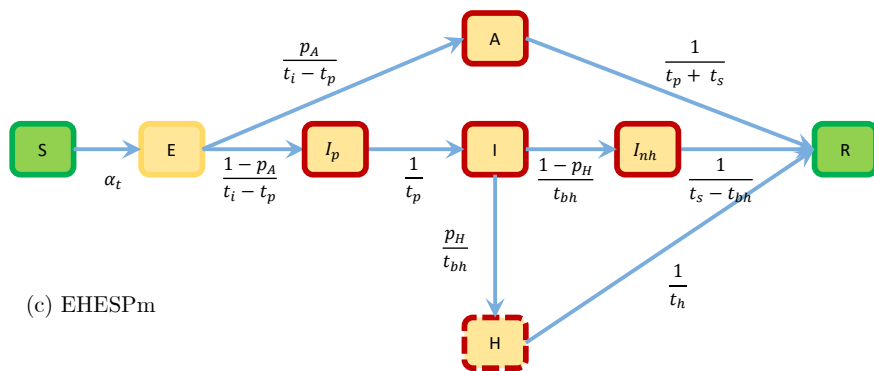 A
p_A / (t_i − t_p)
1 / (t_p + t_s)
S
E
I_p
I
I_nh
R
α_t
(1 − p_A) / (t_i − t_p)
1 / t_p
(1 − p_H) / t_bh
1 / (t_s − t_bh)
p_H / t_bh
1 / t_h
(c) EHESPm
H